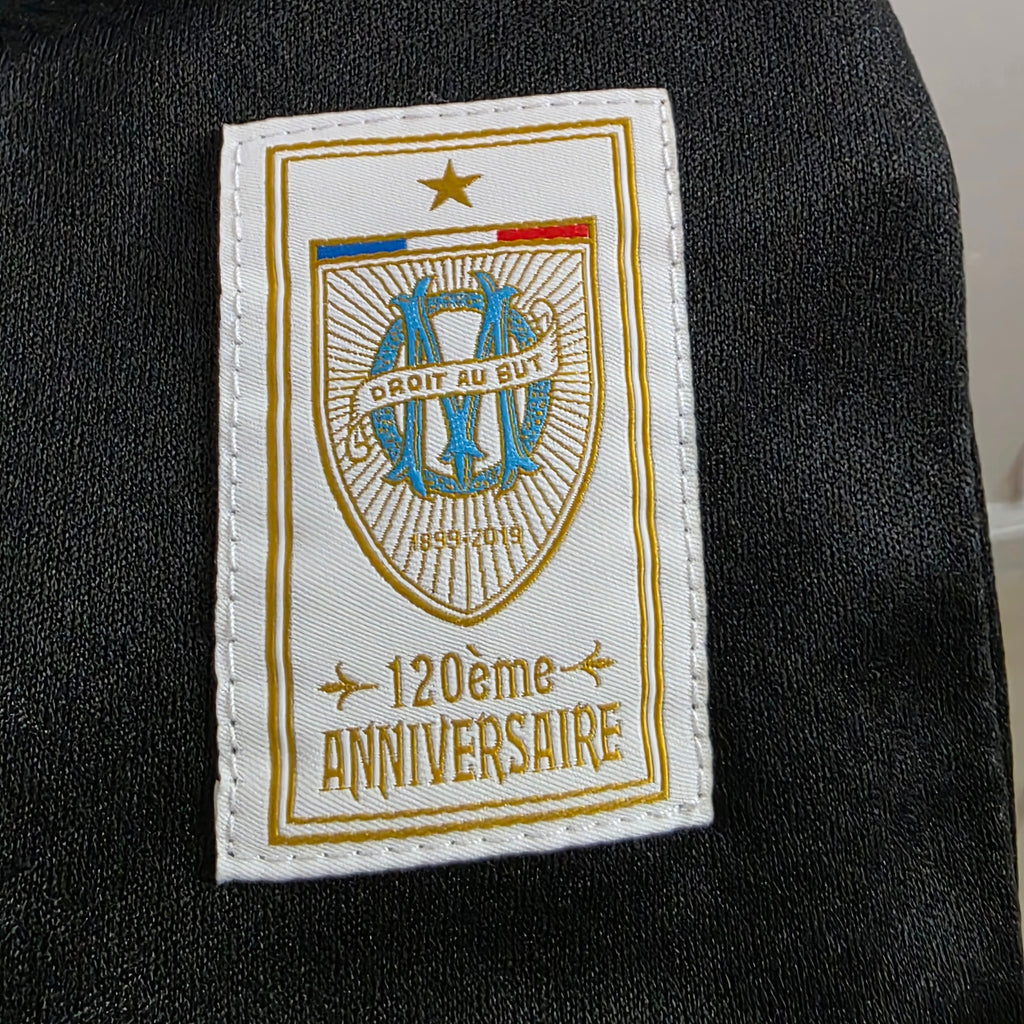 DROIT AU BUT
1899-2019
120ème
ANNIVERSAIRE